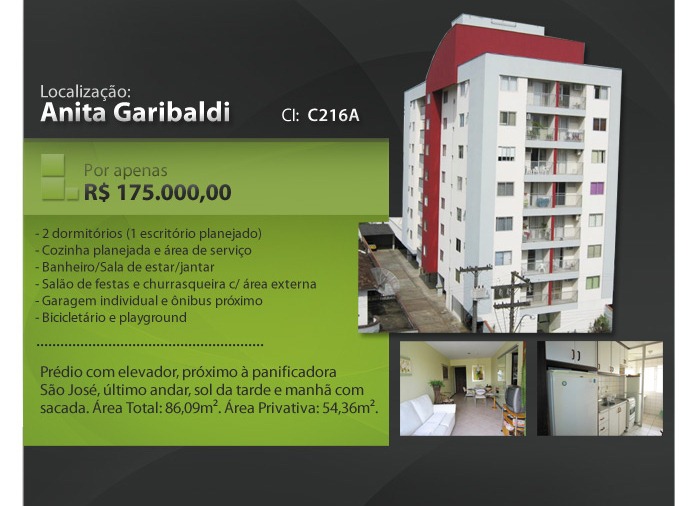 Localização:
Anita Garibaldi
CI: C216A
Por apenas
R$ 175.000,00
- 2 dormitórios (1 escritório planejado)
- Cozinha planejada e área de serviço
- Banheiro/Sala de estar/jantar
- Salão de festas e churrasqueira c/ área externa
- Garagem individual e ônibus próximo
- Bicicletário e playground
Prédio com elevador, próximo à panificadora
São José, último andar, sol da tarde e manhã com
sacada. Área Total: 86,09m². Área Privativa: 54,36m².